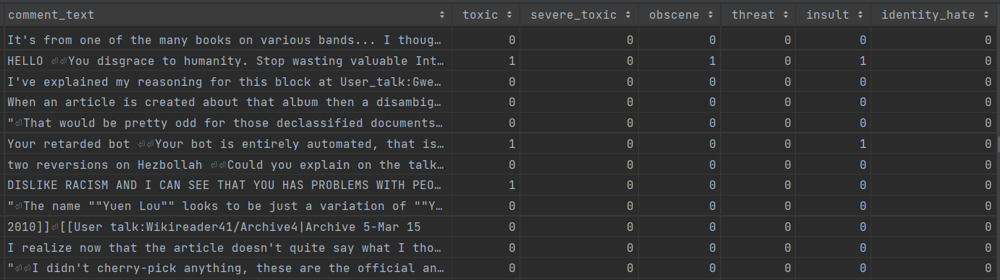 comment_text toxic severe_toxic obscene threat insult identity_hate
It's from one of the many books on various bands... I thoug… 0 0 0 0 0 0
HELLO ⏎⏎You disgrace to humanity. Stop wasting valuable Int… 1 0 1 0 1 0
I've explained my reasoning for this block at User_talk:Gwe… 0 0 0 0 0 0
When an article is created about that album then a disambig… 0 0 0 0 0 0
"⏎That would be pretty odd for those declassified documents… 0 0 0 0 0 0
Your retarded bot ⏎⏎Your bot is entirely automated, that is… 1 0 0 0 1 0
two reversions on Hezbollah ⏎⏎Could you explain on the talk… 0 0 0 0 0 0
DISLIKE RACISM AND I CAN SEE THAT YOU HAS PROBLEMS WITH PEO… 1 0 0 0 0 0
"⏎The name ""Yuen Lou"" looks to be just a variation of ""Y… 0 0 0 0 0 0
2010]]⏎[[User talk:Wikireader41/Archive4|Archive 5-Mar 15 0 0 0 0 0 0
I realize now that the article doesn't quite say what I tho… 0 0 0 0 0 0
"⏎⏎I didn't cherry-pick anything, these are the official an… 0 0 0 0 0 0